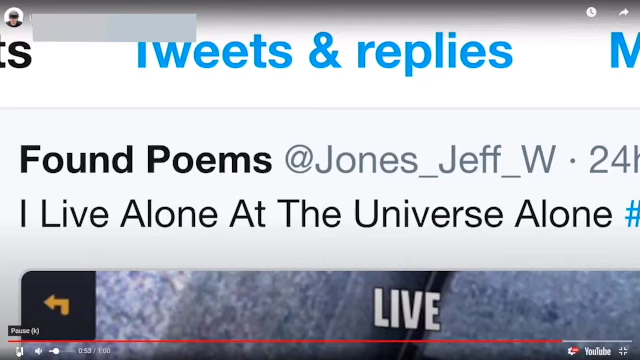 ts Tweets & replies M
Found Poems @Jones_Jeff_W · 24h
I Live Alone At The Universe Alone #
LIVE
Pause (k)
0:53 / 1:00
YouTube